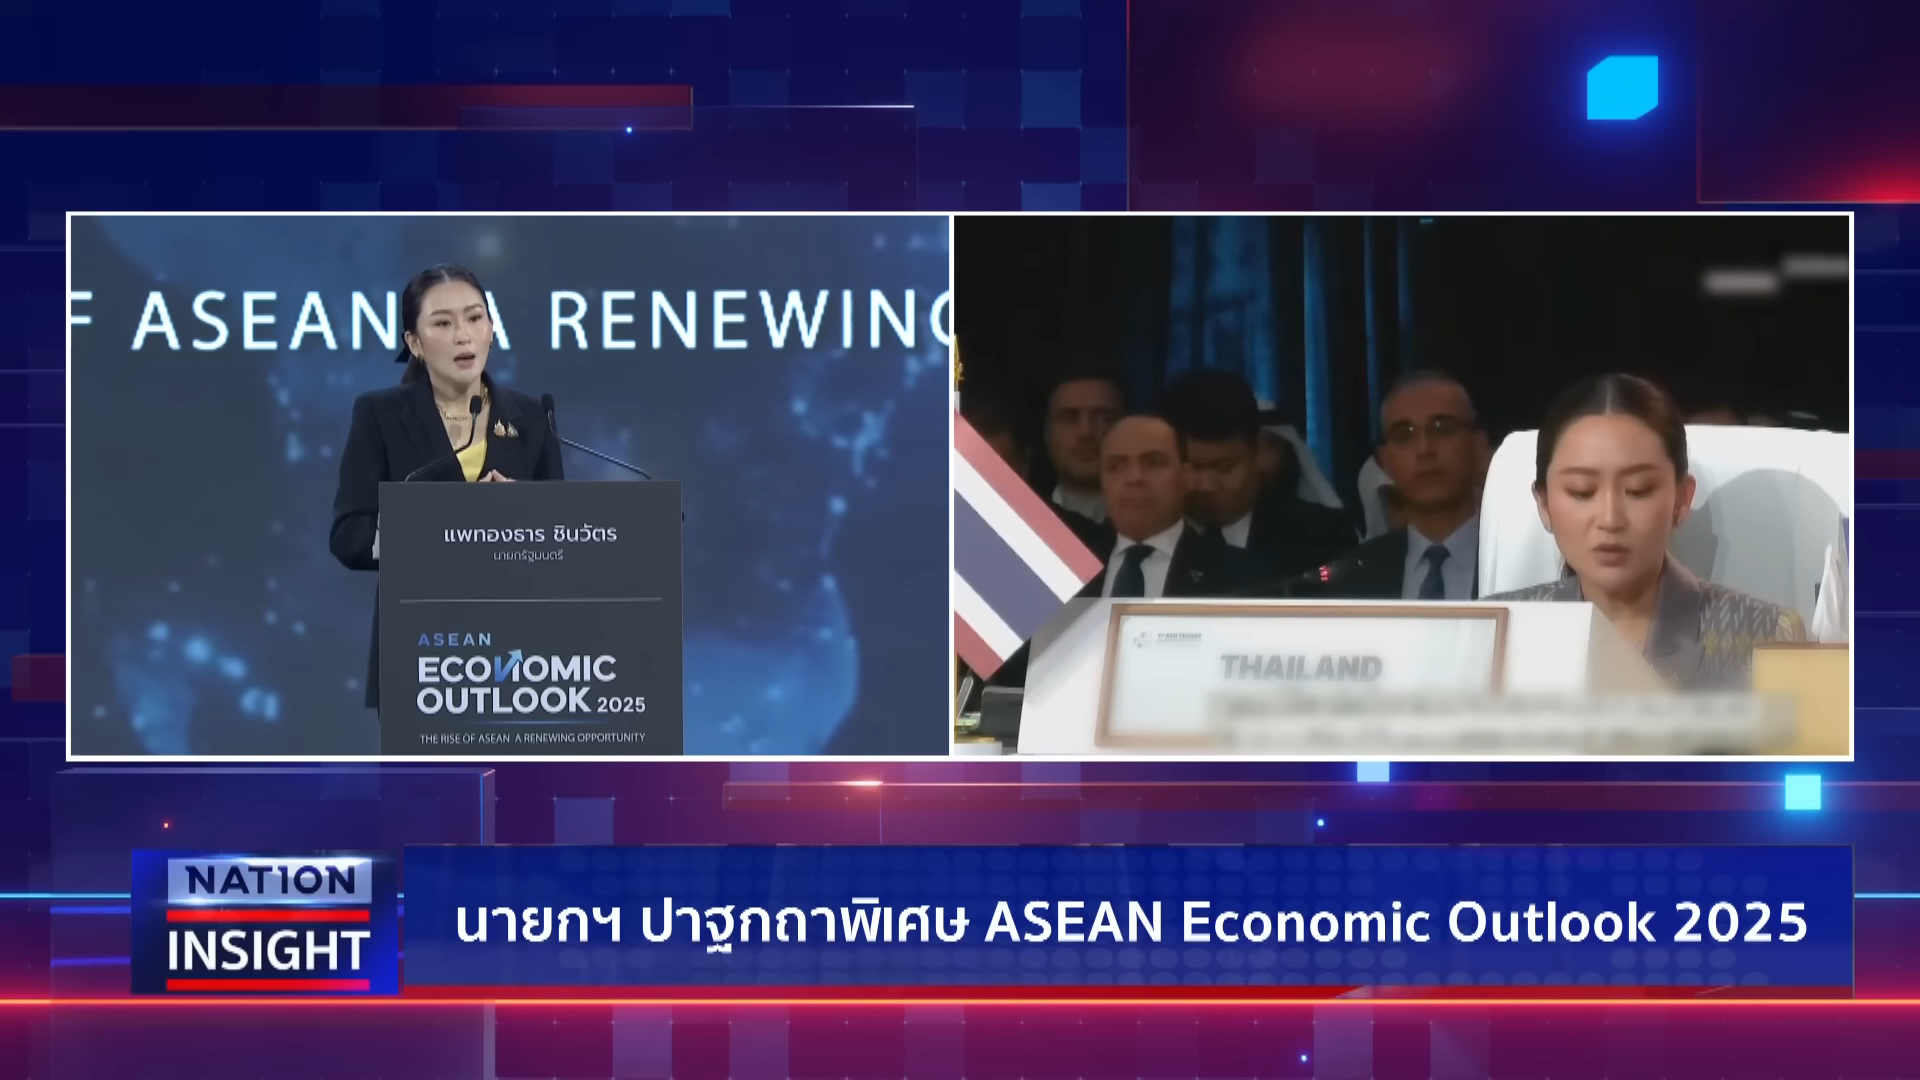 F ASEAN A RENEWING
แพทองธาร ชินวัตร
นายกรัฐมนตรี
ASEAN
ECONOMIC
OUTLOOK 2025
THE RISE OF ASEAN A RENEWING OPPORTUNITY
THAILAND
NATION
INSIGHT
นายกฯ ปาฐกถาพิเศษ ASEAN Economic Outlook 2025